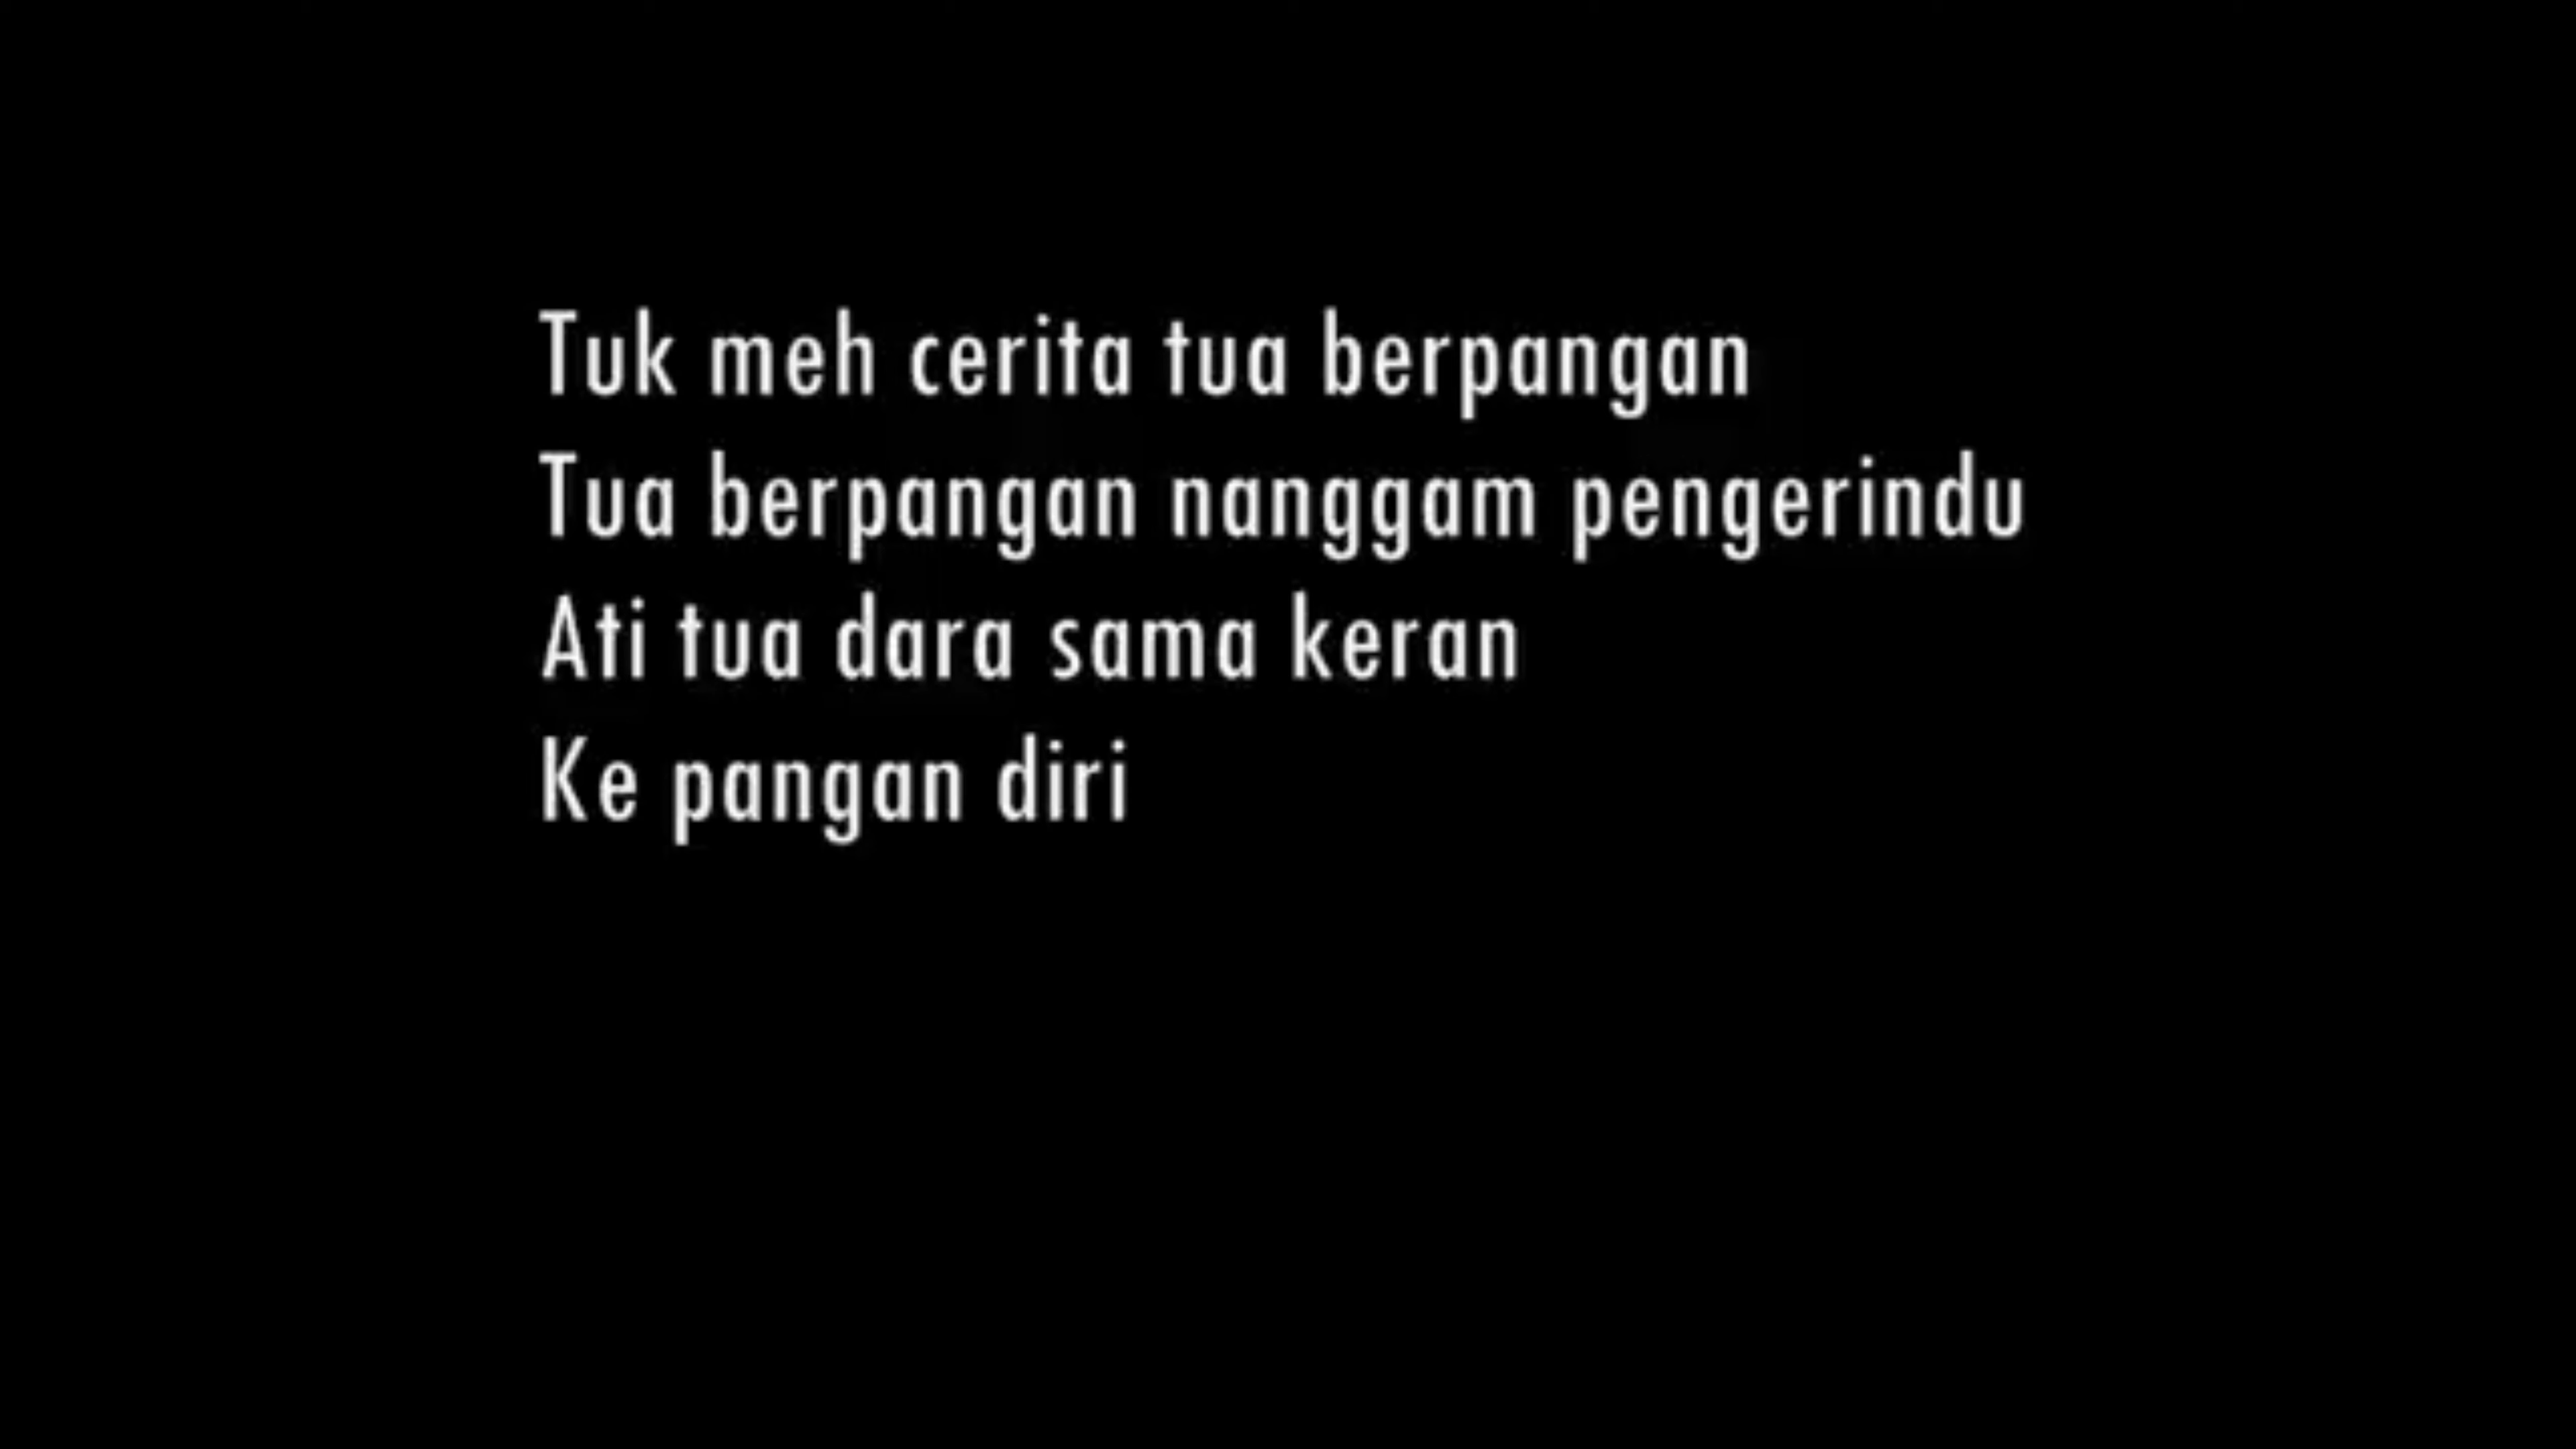 Tuk meh cerita tua berpangan
Tua berpangan nanggam pengerindu
Ati tua dara sama keran
Ke pangan diri